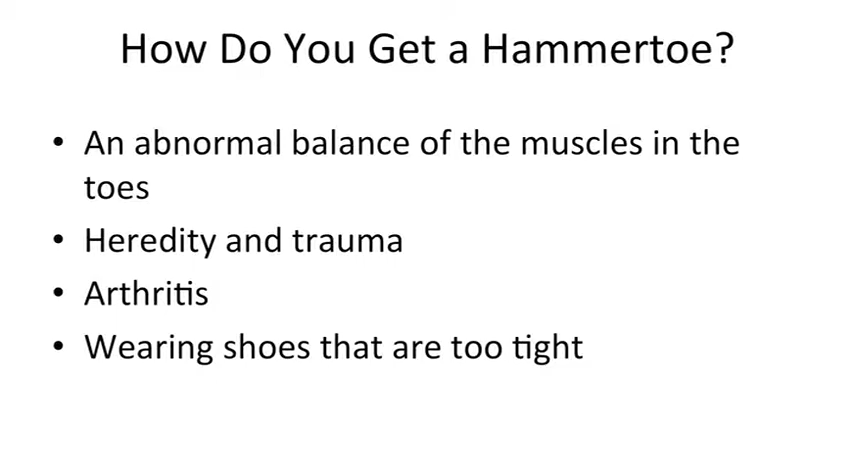 How Do You Get a Hammertoe?
• An abnormal balance of the muscles in the
toes
• Heredity and trauma
• Arthritis
• Wearing shoes that are too tight